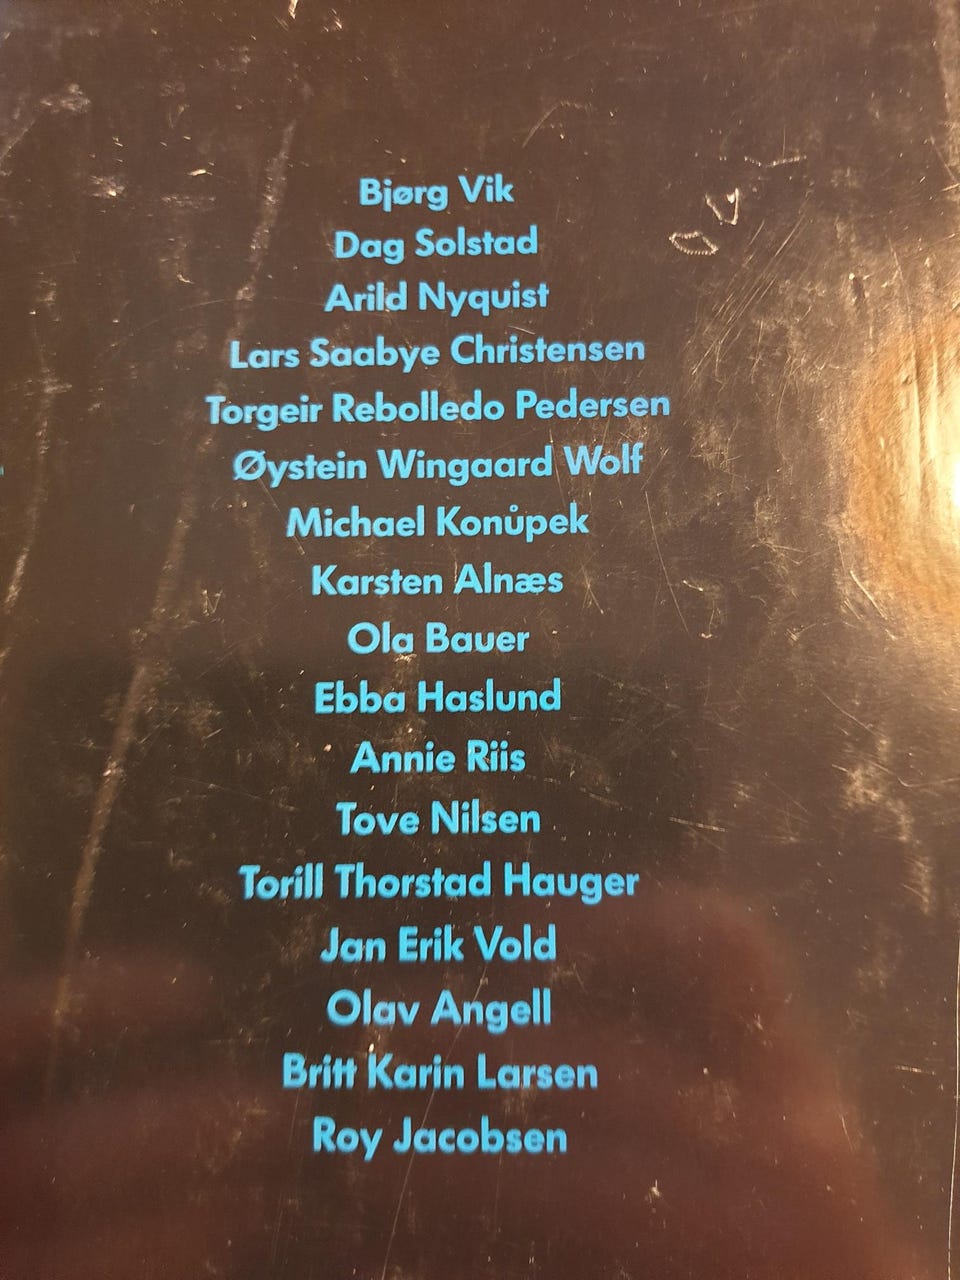 Bjørg Vik
Dag Solstad
Arild Nyquist
Lars Saabye Christensen
Torgeir Rebolledo Pedersen
Øystein Wingaard Wolf
Michael Konůpek
Karsten Alnæs
Ola Bauer
Ebba Haslund
Annie Riis
Tove Nilsen
Torill Thorstad Hauger
Jan Erik Vold
Olav Angell
Britt Karin Larsen
Roy Jacobsen